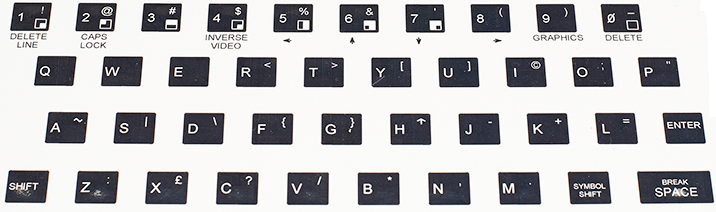 1 ! 2 @ 3 # 4 $ 5 % 6 & 7 ' 8 ( 9 ) Ø _
DELETE LINE CAPS LOCK INVERSE VIDEO ← ↑ ↓ → GRAPHICS DELETE
Q W E R < T > Y [ U ] I © O ; P "
A ~ S | D \ F { G } H ↑ J - K + L = ENTER
SHIFT Z : X £ C ? V / B * N , M . SYMBOL SHIFT BREAK SPACE